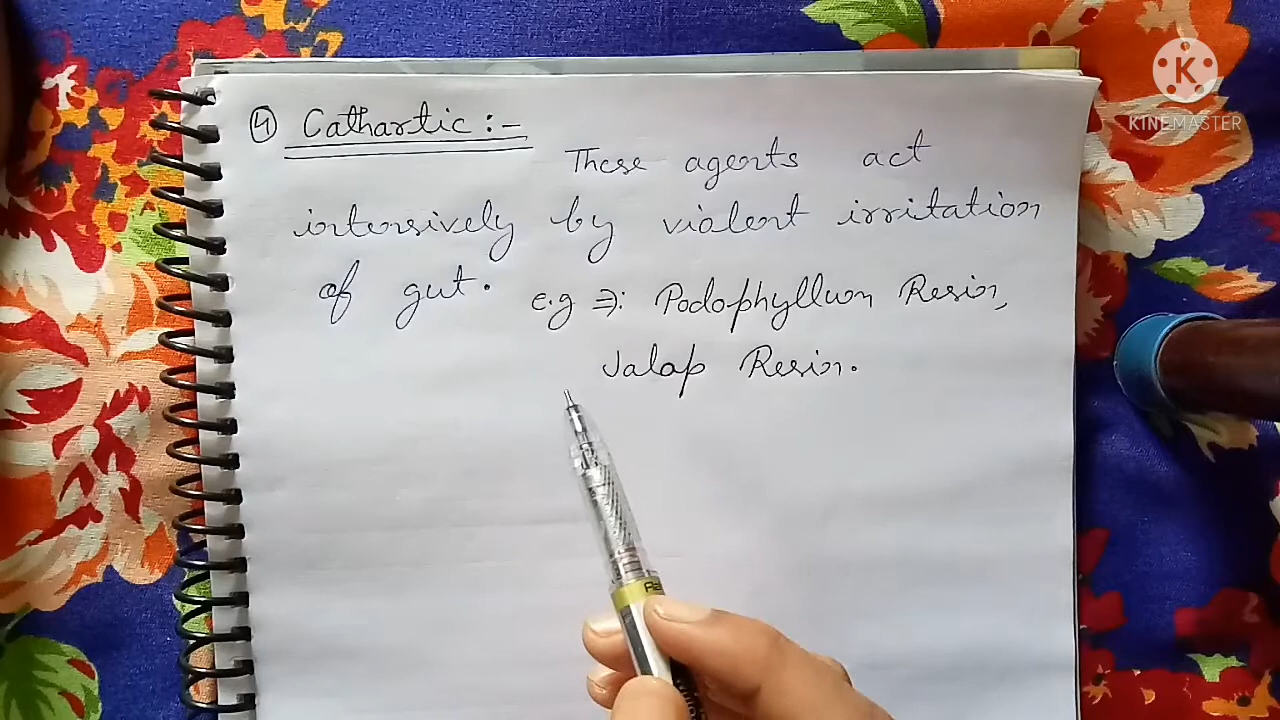 ④ Cathartic :-
These agents act
intensively by violent irritation
of gut. e.g ⇒: Podophyllum Resin,
Jalap Resin.
K
KINEMASTER